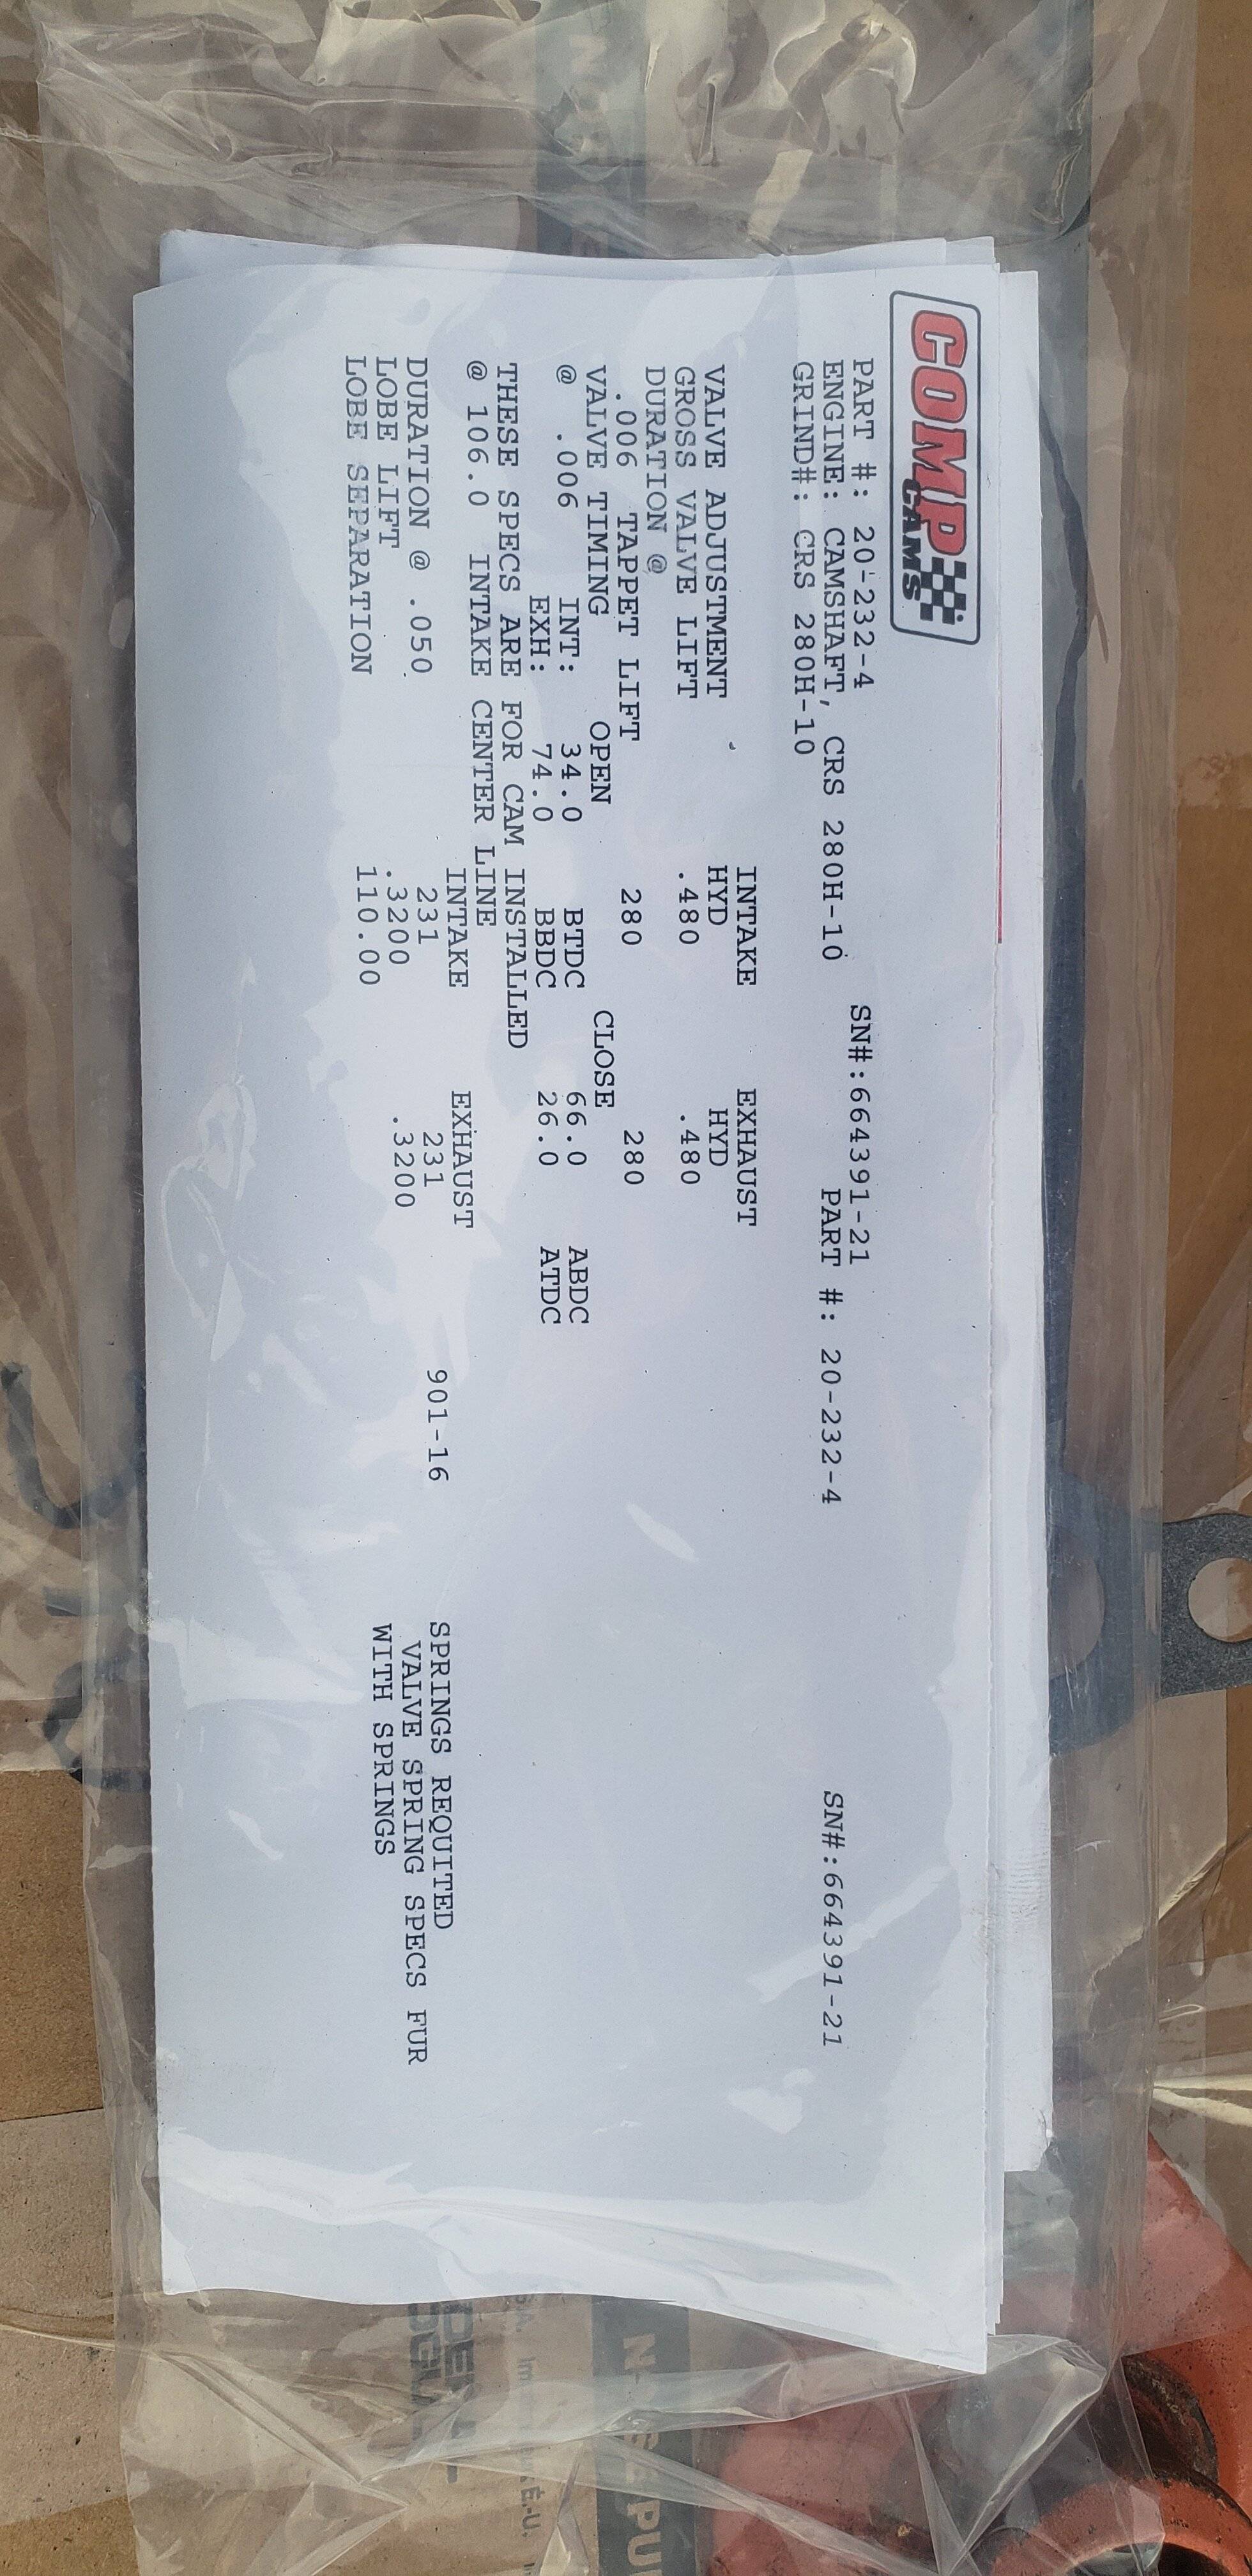 COMP
CAMS
PART #: 20-232-4 SN#:664391-21
ENGINE: CAMSHAFT, CRS 280H-10 PART #: 20-232-4 SN#:664391-21
GRIND#: CRS 280H-10
INTAKE EXHAUST
VALVE ADJUSTMENT HYD HYD
GROSS VALVE LIFT .480 .480
DURATION @
.006 TAPPET LIFT 280 280
VALVE TIMING OPEN CLOSE
@ .006 INT: 34.0 BTDC 66.0 ABDC
EXH: 74.0 BBDC 26.0 ATDC
THESE SPECS ARE FOR CAM INSTALLED
@ 106.0 INTAKE CENTER LINE
INTAKE EXHAUST
DURATION @ .050 231 231 901-16 SPRINGS REQUITED
LOBE LIFT .3200 .3200 VALVE SPRING SPECS FUR
LOBE SEPARATION 110.00 WITH SPRINGS